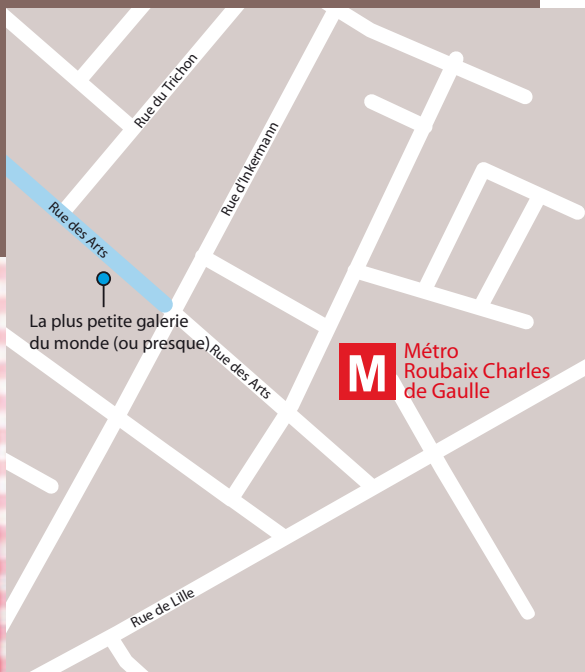 Rue du Trichon
Rue d'Inkermann
Rue des Arts
La plus petite galerie
du monde (ou presque)
Rue des Arts
M
Métro
Roubaix Charles
de Gaulle
Rue de Lille